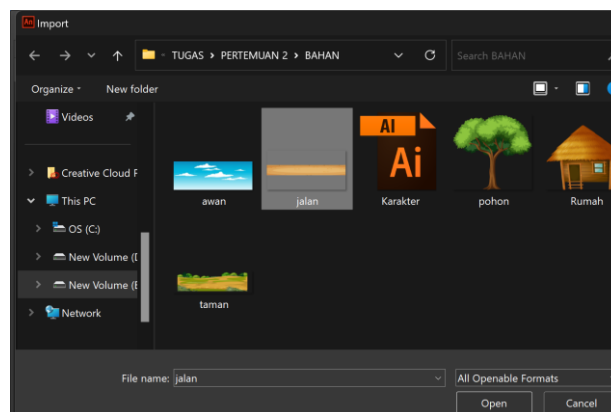 An Import
TUGAS > PERTEMUAN 2 > BAHAN
Search BAHAN
Organize
New folder
Videos
Creative Cloud F
This PC
OS (C:)
New Volume (
New Volume (
Network
awan
jalan
AI
Ai
Karakter
pohon
Rumah
taman
File name: jalan
All Openable Formats
Open
Cancel